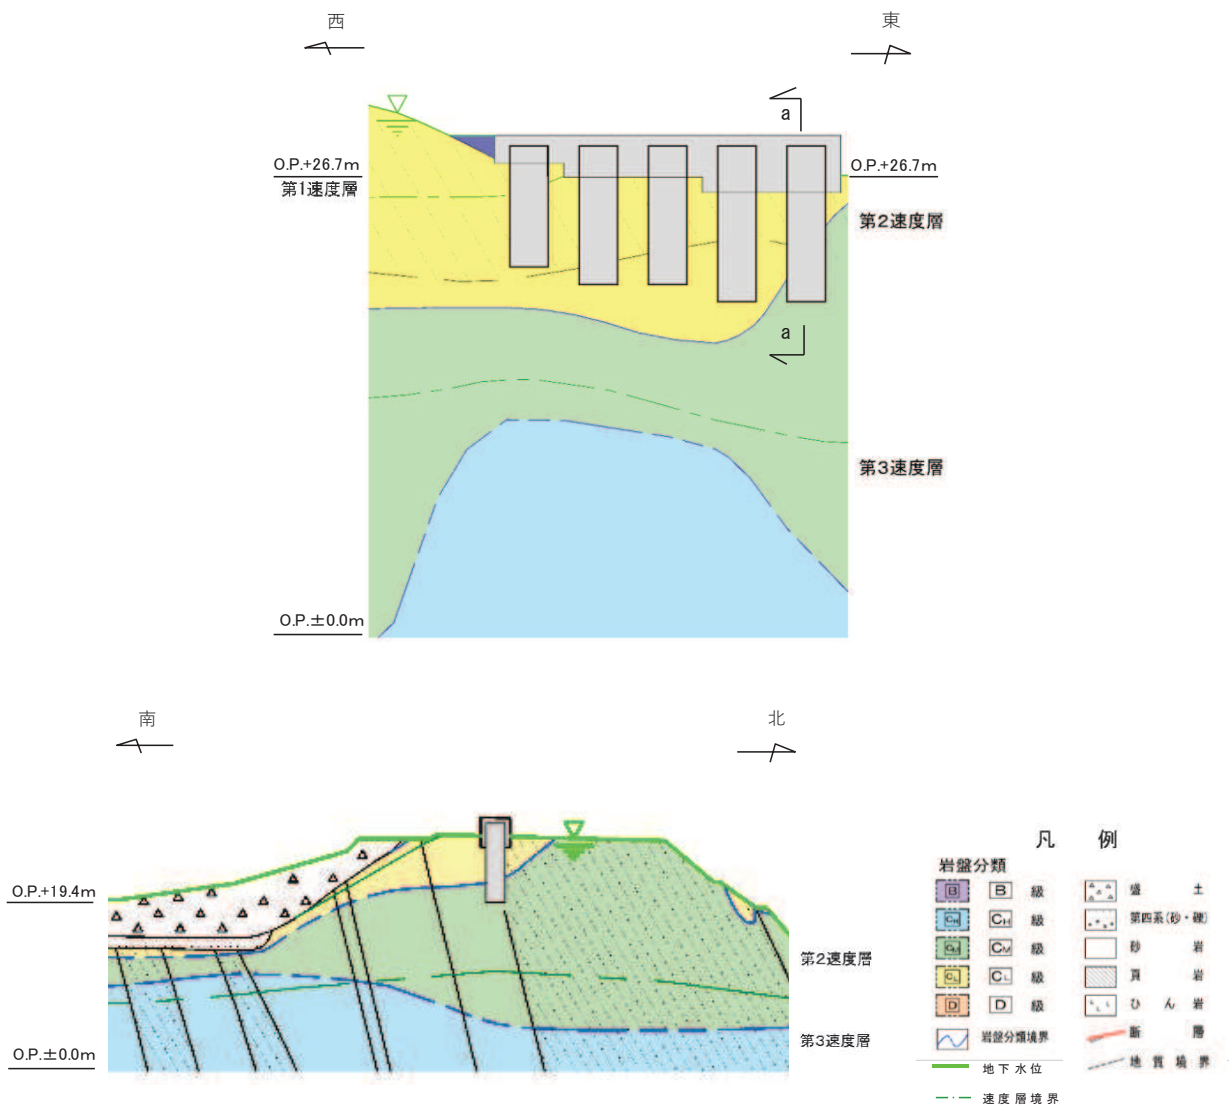 西
東
a
O.P.+26.7m
O.P.+26.7m
第1速度層
第2速度層
a
第3速度層
O.P.±0.0m
南
北
O.P.+19.4m
第2速度層
第3速度層
O.P.±0.0m
凡 例
岩盤分類
B B 級
CH CH 級
CM CM 級
CL CL 級
D D 級
岩盤分類境界
地下水位
速度層境界
盛 土
第四系(砂・礫)
砂 岩
頁 岩
ひ ん 岩
断 層
地 質 境 界